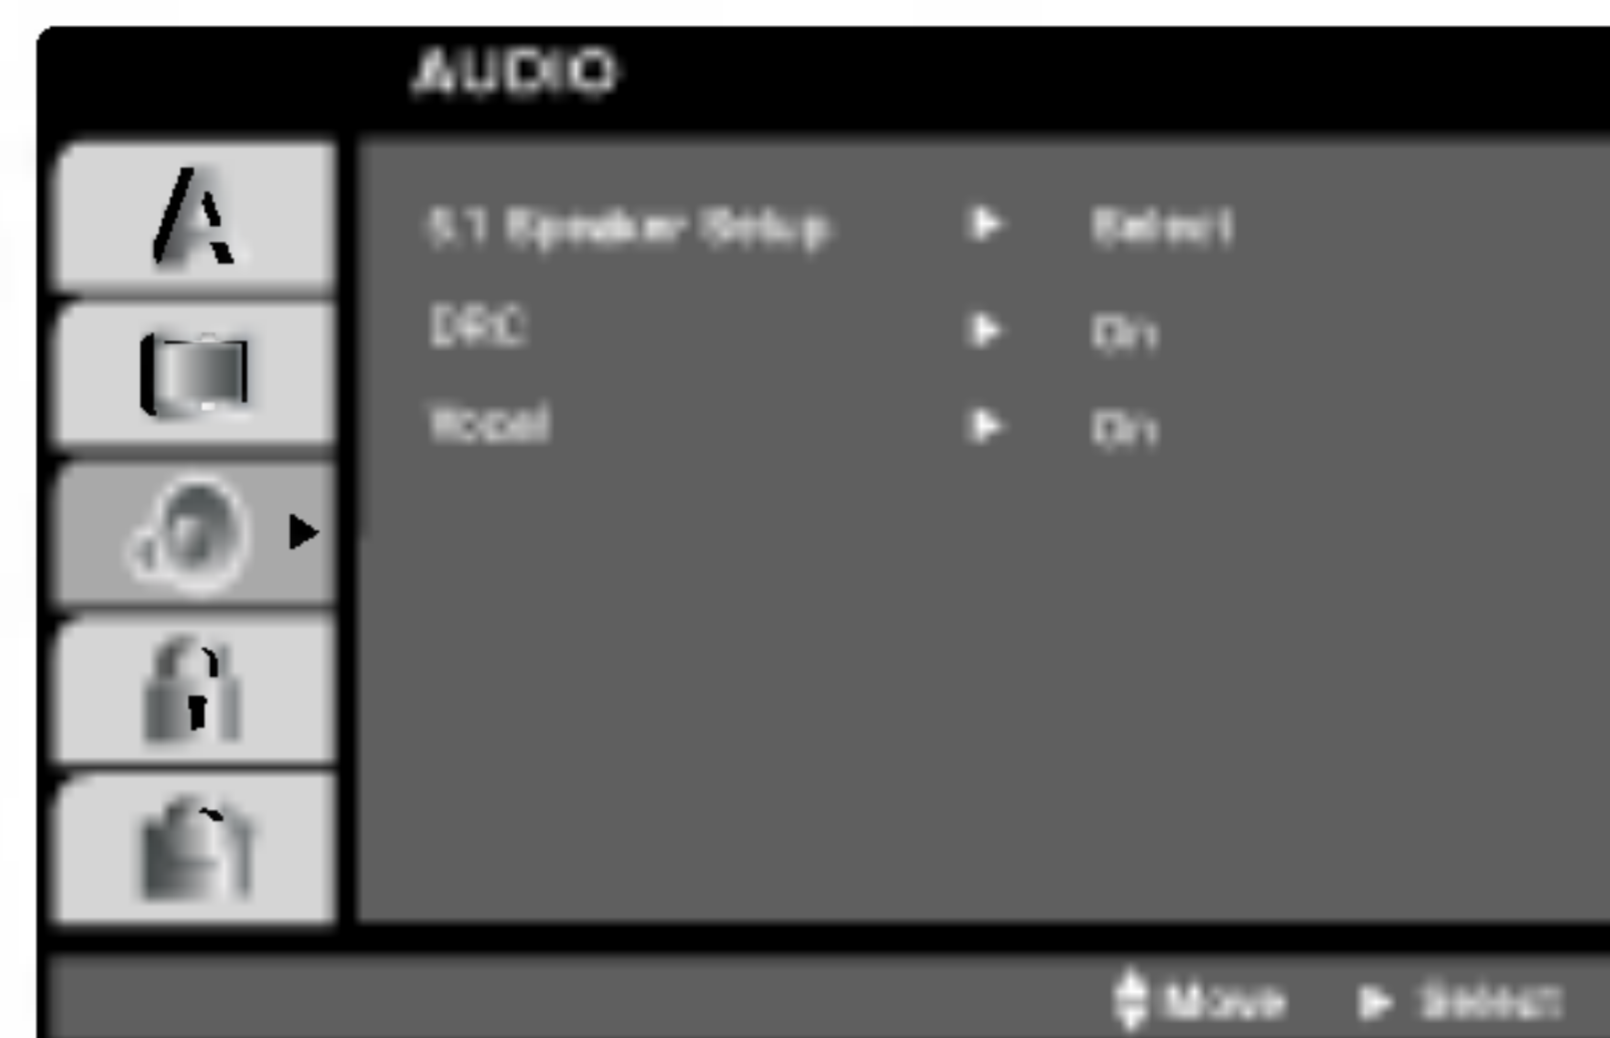 AUDIO
5.1 Speaker Setup ► Select
DRC ► On
Vocal ► On
Move ► Select